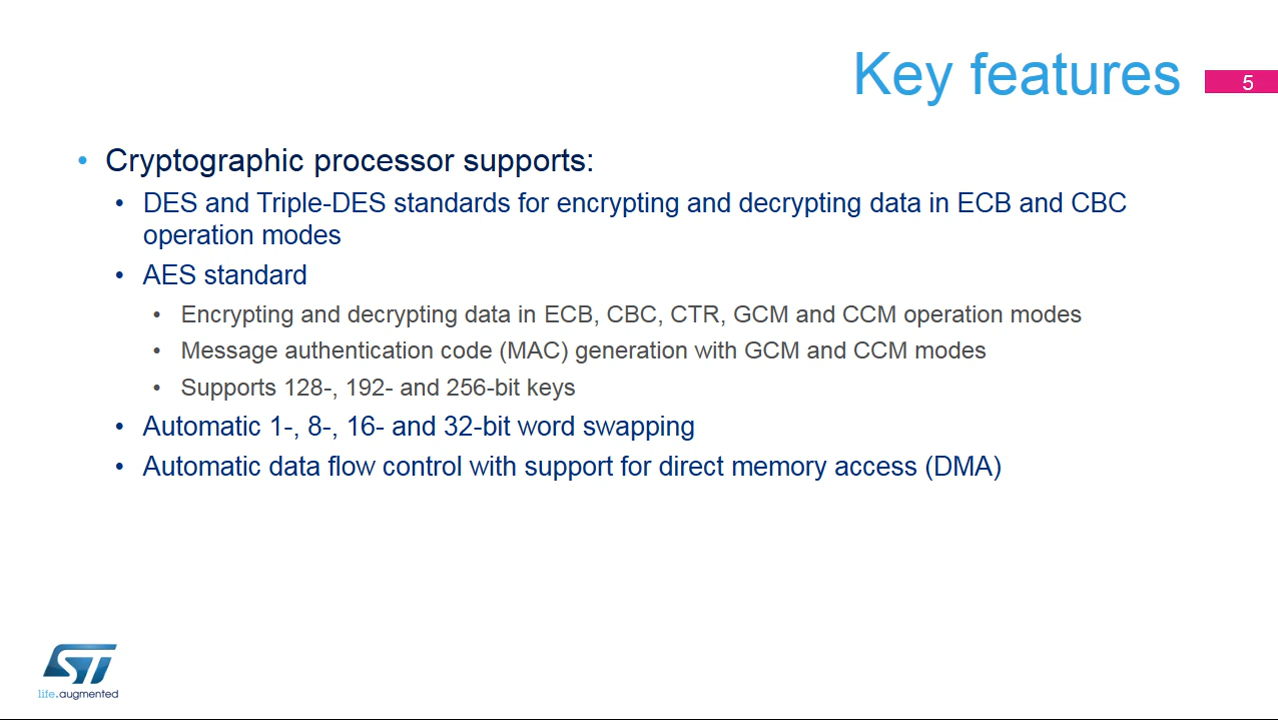 Key features
5
• Cryptographic processor supports:
• DES and Triple-DES standards for encrypting and decrypting data in ECB and CBC
operation modes
• AES standard
• Encrypting and decrypting data in ECB, CBC, CTR, GCM and CCM operation modes
• Message authentication code (MAC) generation with GCM and CCM modes
• Supports 128-, 192- and 256-bit keys
• Automatic 1-, 8-, 16- and 32-bit word swapping
• Automatic data flow control with support for direct memory access (DMA)
ST
life.augmented